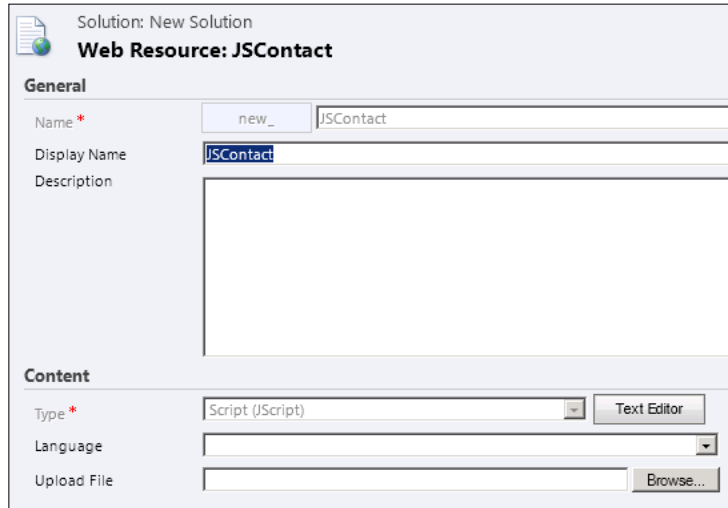 Solution: New Solution
Web Resource: JSContact
General
Name * new_ JSContact
Display Name JSContact
Description
Content
Type * Script (JScript) Text Editor
Language
Upload File Browse...